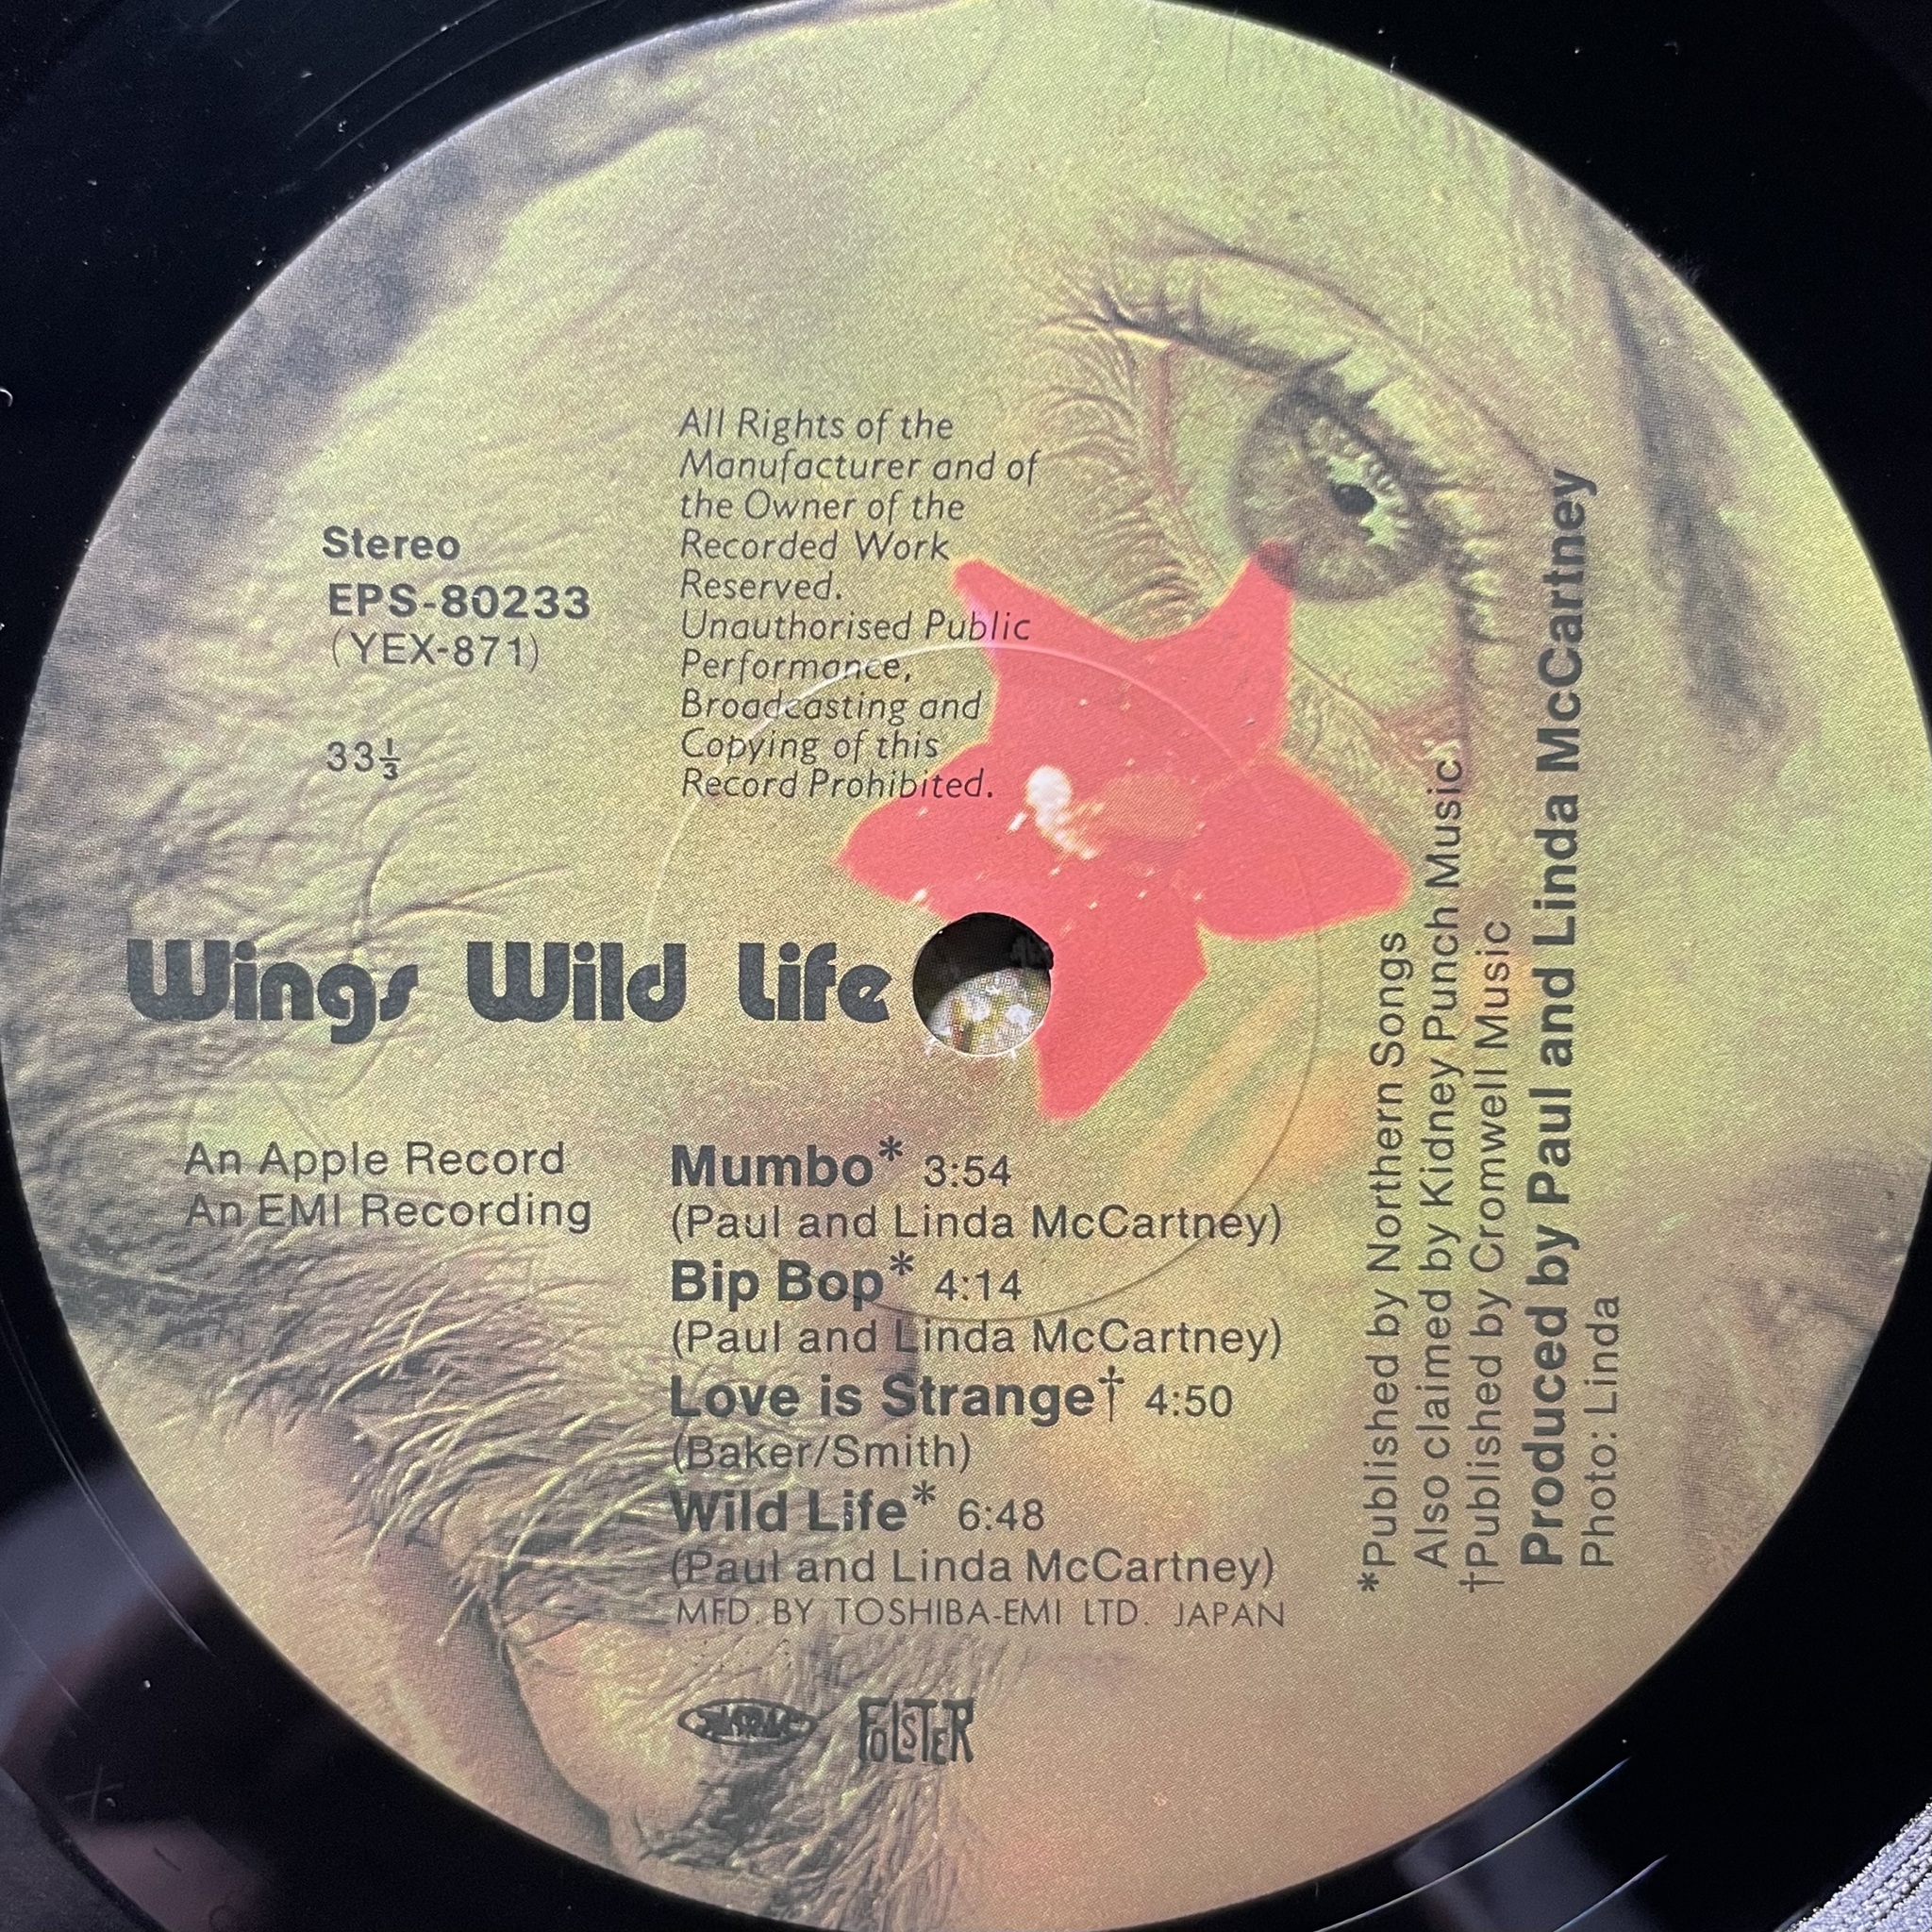 Stereo
EPS-80233
(YEX-871)
33⅓
All Rights of the
Manufacturer and of
the Owner of the
Recorded Work
Reserved.
Unauthorised Public
Performance,
Broadcasting and
Copying of this
Record Prohibited.
Wings Wild Life
An Apple Record
An EMI Recording
Mumbo* 3:54
(Paul and Linda McCartney)
Bip Bop* 4:14
(Paul and Linda McCartney)
Love is Strange† 4:50
(Baker/Smith)
Wild Life* 6:48
(Paul and Linda McCartney)
MFD. BY TOSHIBA-EMI LTD. JAPAN
FOLSTER
*Published by Northern Songs
Also claimed by Kidney Punch Music
†Published by Cromwell Music
Produced by Paul and Linda McCartney
Photo: Linda